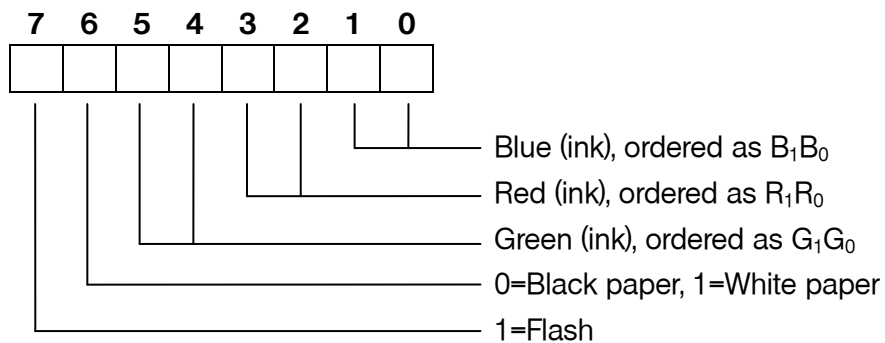 7 6 5 4 3 2 1 0
Blue (ink), ordered as B₁B₀
Red (ink), ordered as R₁R₀
Green (ink), ordered as G₁G₀
0=Black paper, 1=White paper
1=Flash